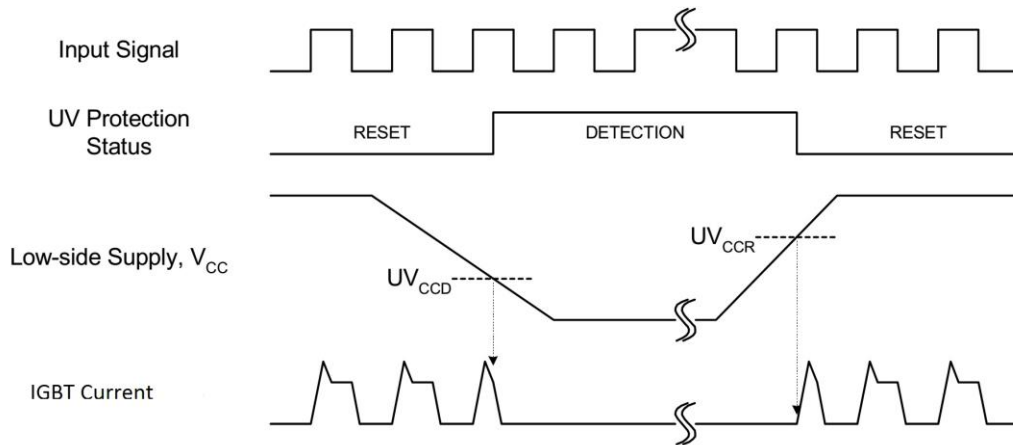 Input Signal
UV Protection
Status
RESET
DETECTION
RESET
Low-side Supply, VCC
UVCCD
UVCCR
IGBT Current